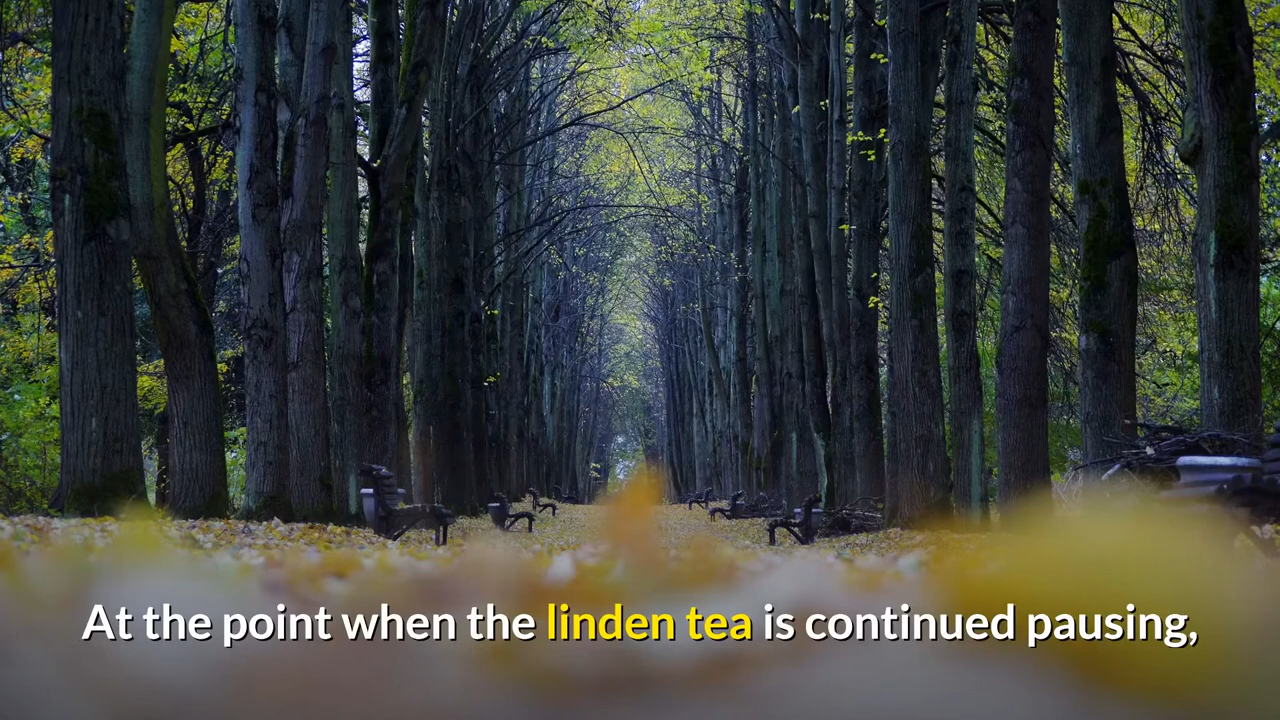 At the point when the linden tea is continued pausing,